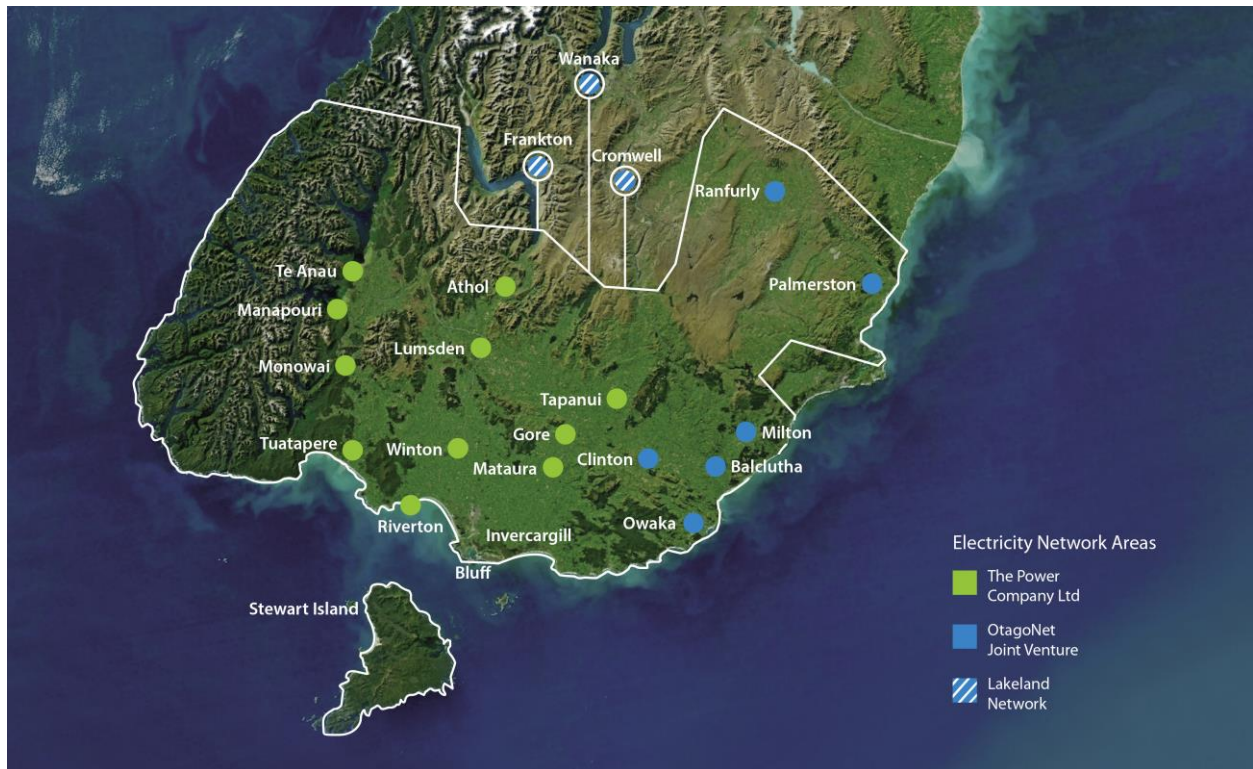 Wanaka
Frankton
Cromwell
Ranfurly
Te Anau
Athol
Palmerston
Manapouri
Lumsden
Monowai
Tapanui
Tuatapere
Winton
Gore
Milton
Mataura
Clinton
Balclutha
Riverton
Invercargill
Owaka
Bluff
Stewart Island
Electricity Network Areas
The Power
Company Ltd
OtagoNet
Joint Venture
Lakeland
Network